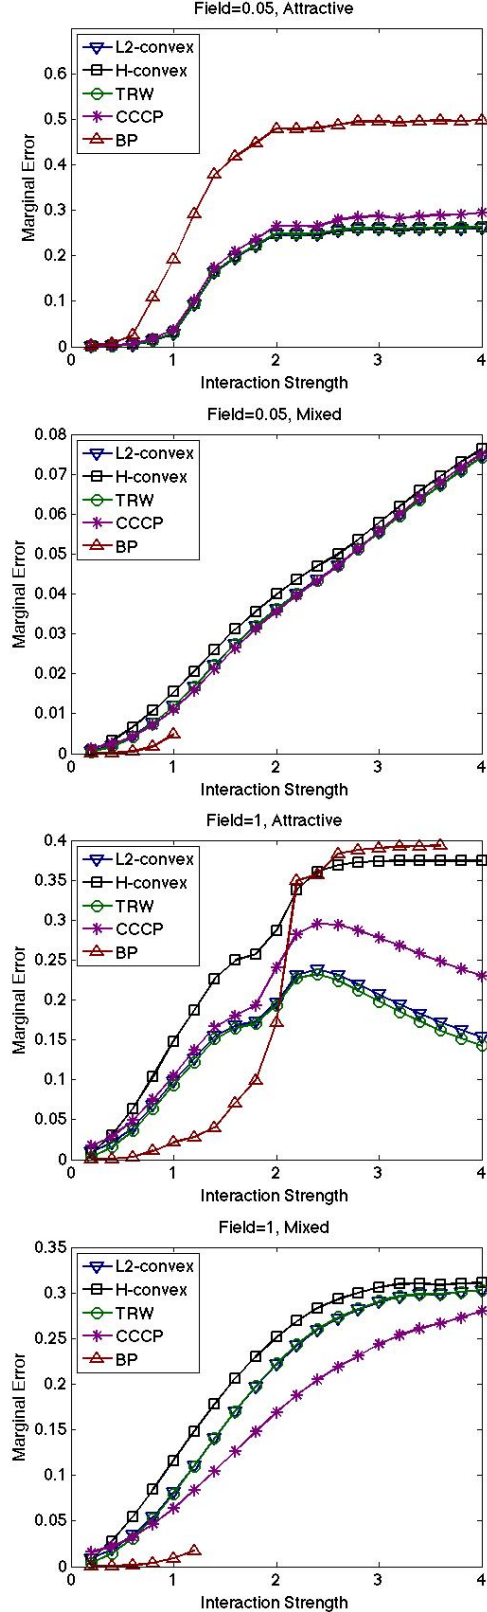 Field=0.05, Attractive
L2-convex
H-convex
TRW
CCCP
BP
Marginal Error
0.6
0.5
0.4
0.3
0.2
0.1
0
0 1 2 3 4
Interaction Strength
Field=0.05, Mixed
L2-convex
H-convex
TRW
CCCP
BP
Marginal Error
0.08
0.07
0.06
0.05
0.04
0.03
0.02
0.01
0
0 1 2 3 4
Interaction Strength
Field=1, Attractive
L2-convex
H-convex
TRW
CCCP
BP
Marginal Error
0.4
0.35
0.3
0.25
0.2
0.15
0.1
0.05
0
0 1 2 3 4
Interaction Strength
Field=1, Mixed
L2-convex
H-convex
TRW
CCCP
BP
Marginal Error
0.35
0.3
0.25
0.2
0.15
0.1
0.05
0
0 1 2 3 4
Interaction Strength